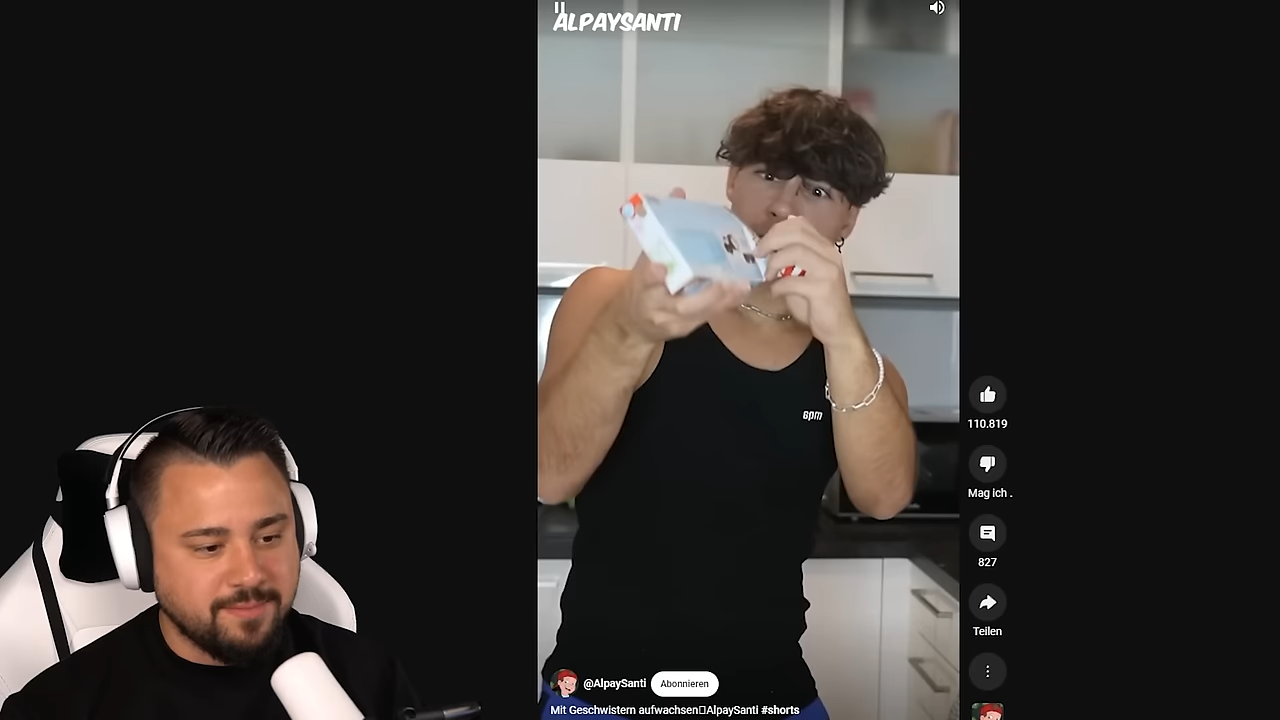 ALPAYSANTI
6pm
110.819
Mag ich .
827
Teilen
@AlpaySanti
Abonnieren
Mit Geschwistern aufwachsen▯AlpaySanti #shorts